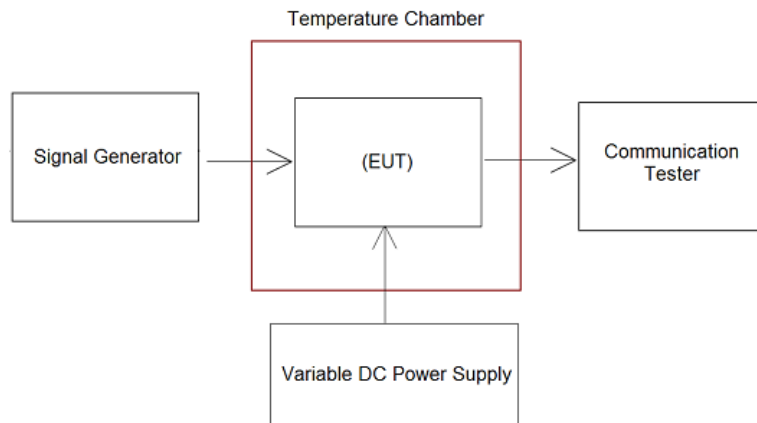 Temperature Chamber
Signal Generator
(EUT)
Communication
Tester
Variable DC Power Supply